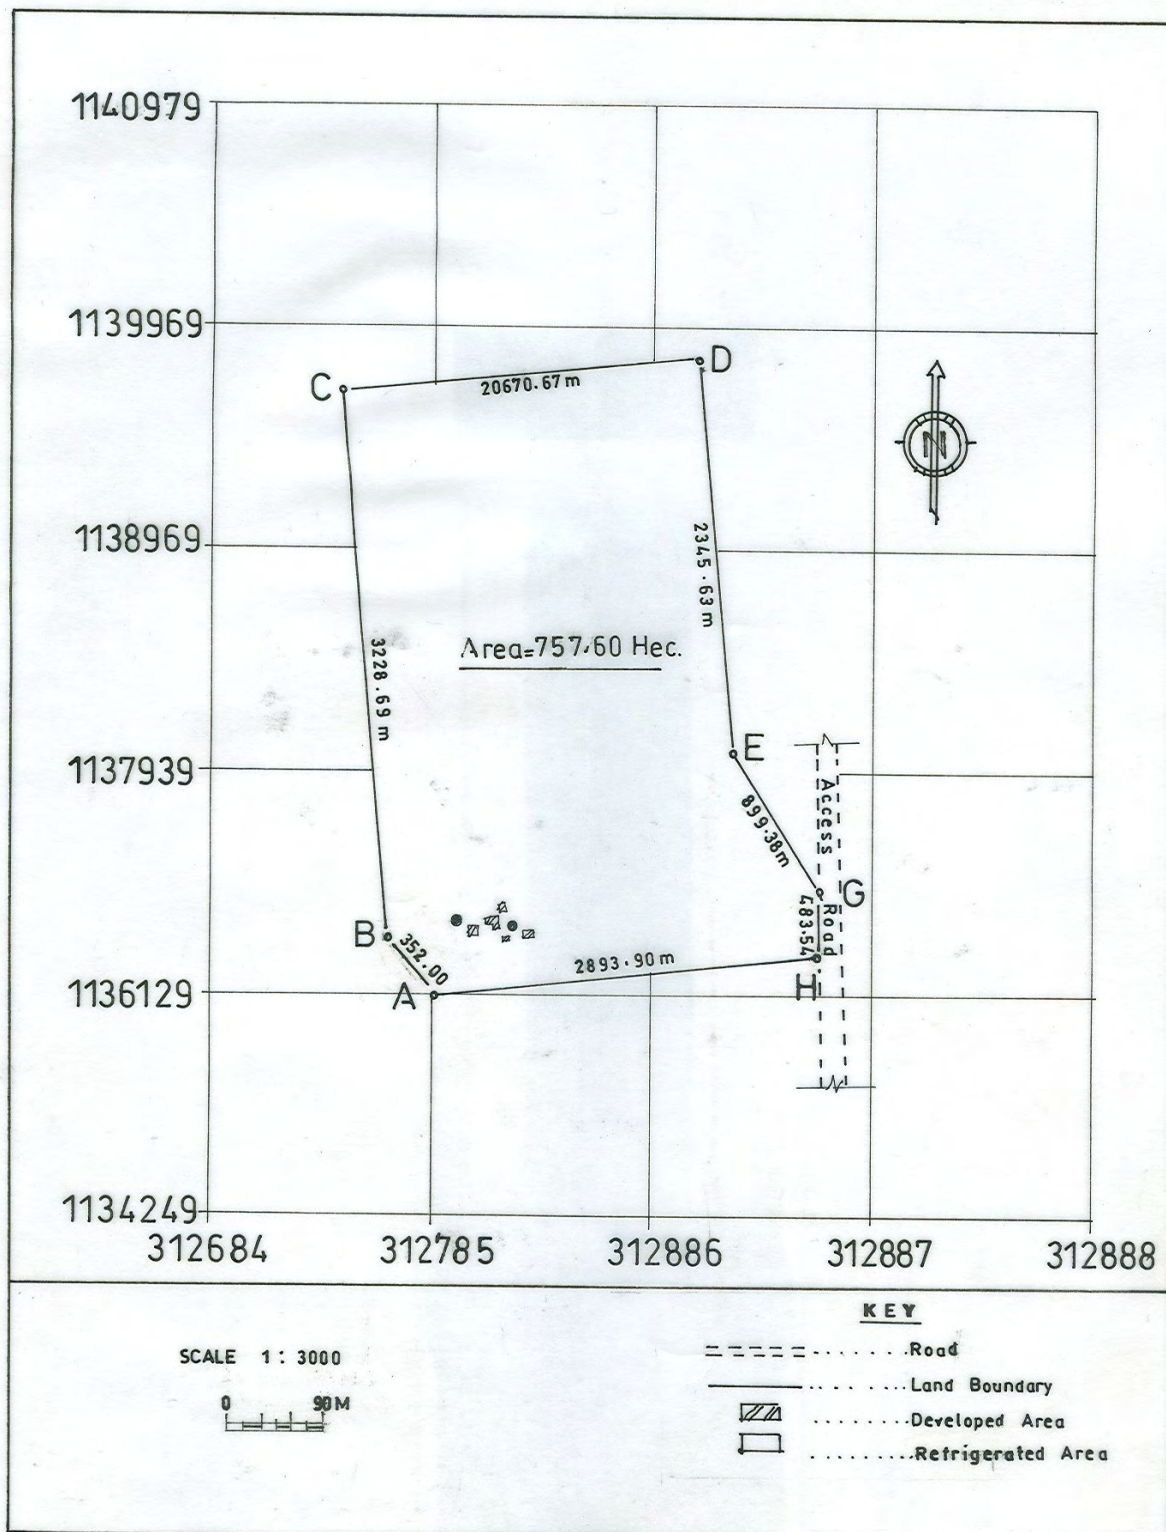 1140979
1139969
C
D
20670.67 m
N
1138969
2345.63 m
Area=757.60 Hec.
3228.69 m
E
1137939
Access Road
899.38m
G
B
352.00
483.54
2893.90 m
A
H
1136129
1134249
312684 312785 312886 312887 312888
KEY
SCALE 1 : 3000
0 90 M
Road
Land Boundary
Developed Area
Refrigerated Area